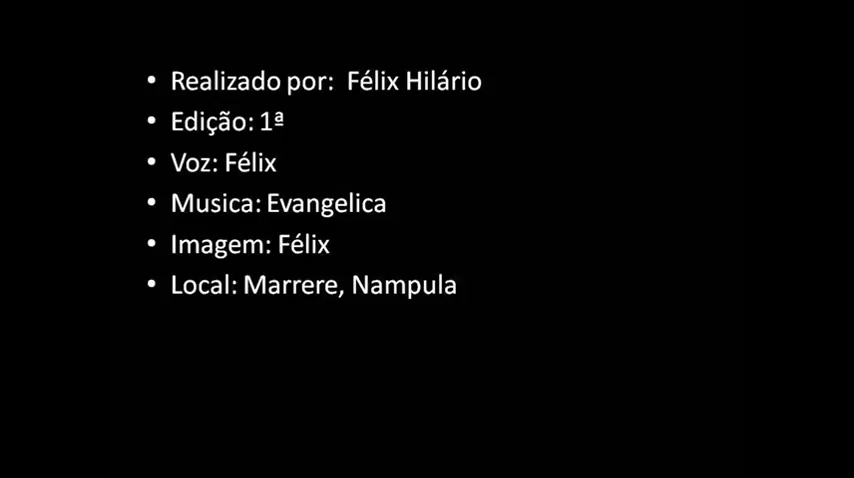 • Realizado por: Félix Hilário
• Edição: 1ª
• Voz: Félix
• Musica: Evangelica
• Imagem: Félix
• Local: Marrere, Nampula